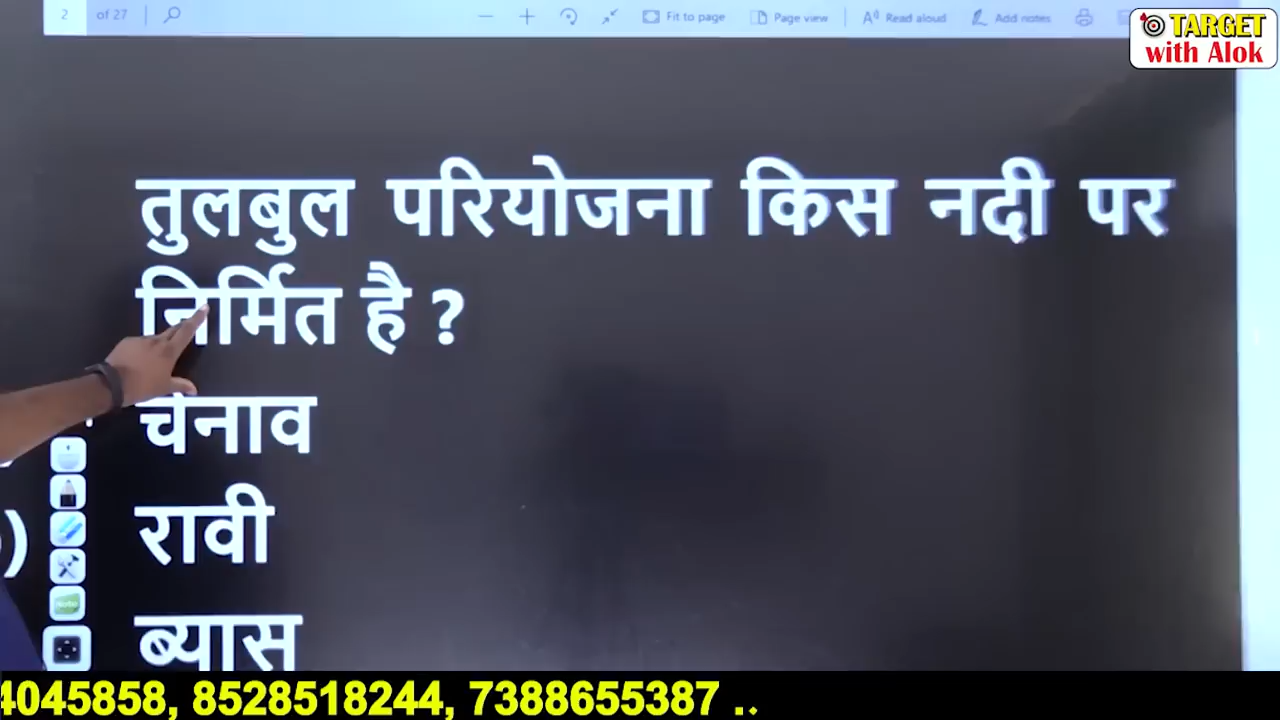 2 of 27 Fit to page Page view Read aloud Add notes
TARGET
with Alok
तुलबुल परियोजना किस नदी पर
निर्मित है ?
चेनाव
रावी
ब्यास
Note
4045858, 8528518244, 7388655387 ..